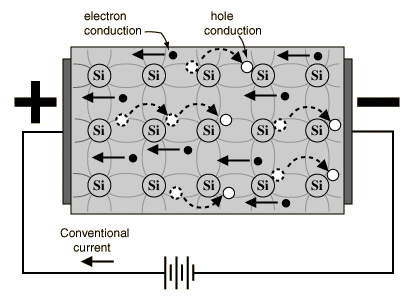 electron
conduction
hole
conduction
+
−
Si Si Si Si Si
Si Si Si Si Si
Si Si Si Si Si
Conventional
current